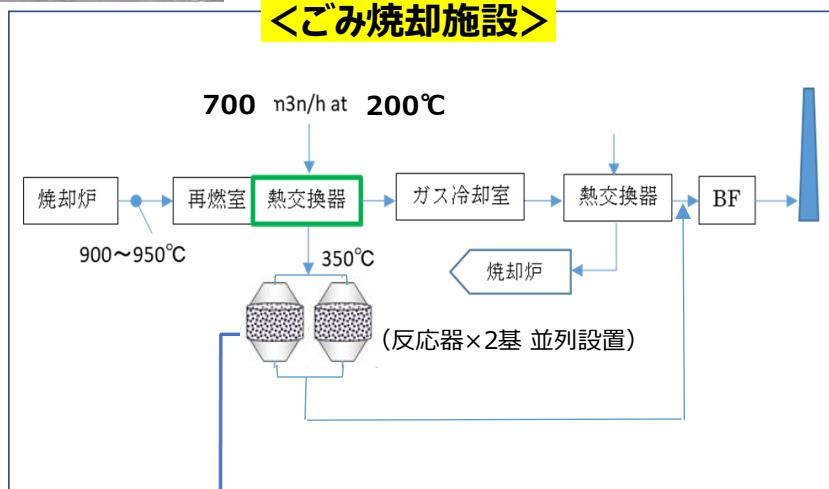 ＜ごみ焼却施設＞
700 m3n/h at 200℃
焼却炉
再燃室
熱交換器
ガス冷却室
熱交換器
BF
900～950℃
350℃
焼却炉
（反応器×2基 並列設置）